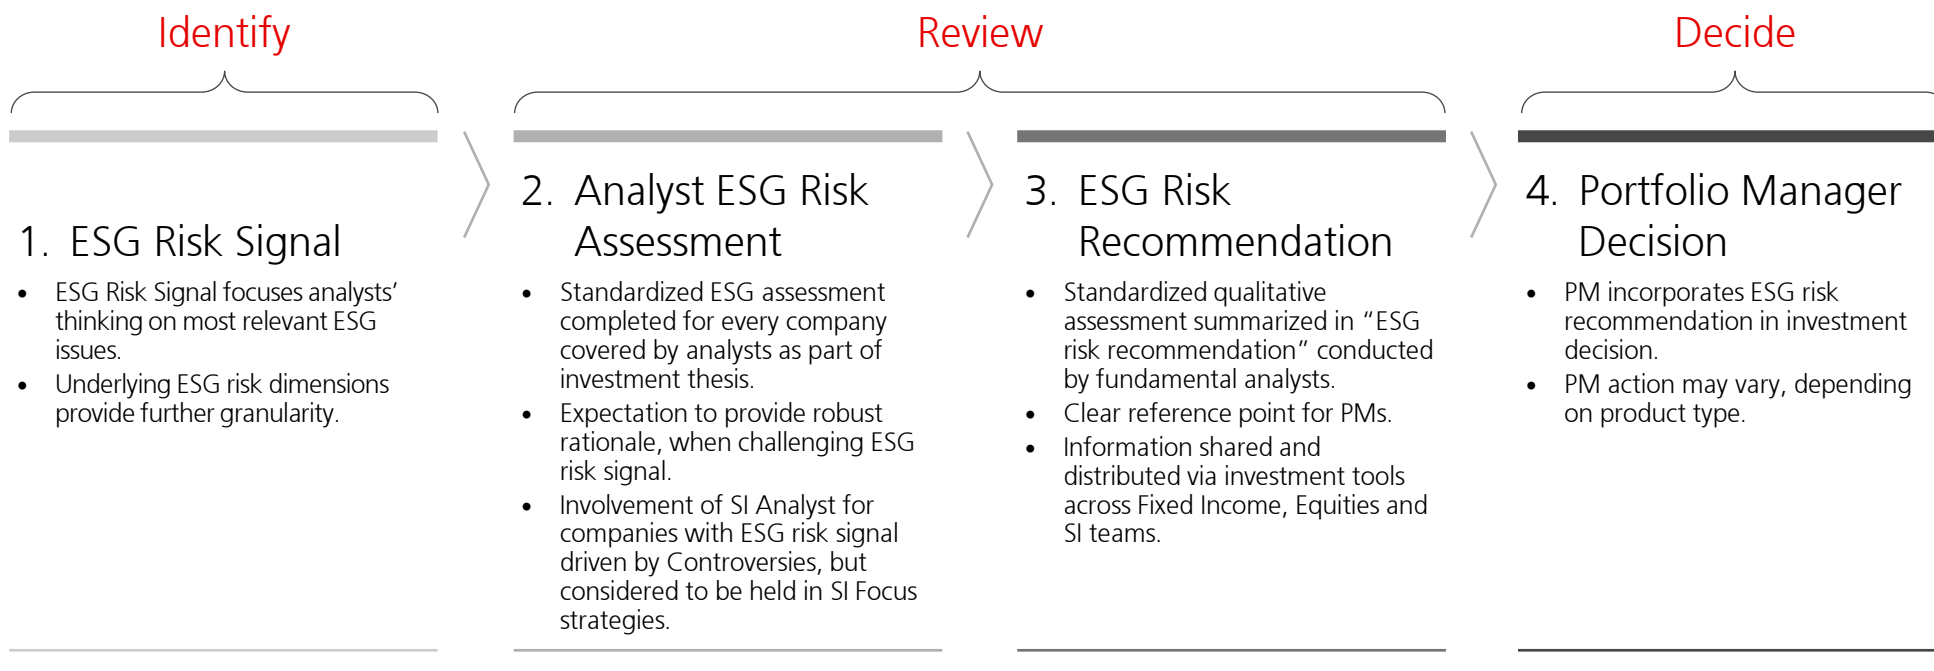 Identify
Review
Decide
1. ESG Risk Signal
• ESG Risk Signal focuses analysts’
thinking on most relevant ESG
issues.
• Underlying ESG risk dimensions
provide further granularity.
2. Analyst ESG Risk
Assessment
• Standardized ESG assessment
completed for every company
covered by analysts as part of
investment thesis.
• Expectation to provide robust
rationale, when challenging ESG
risk signal.
• Involvement of SI Analyst for
companies with ESG risk signal
driven by Controversies, but
considered to be held in SI Focus
strategies.
3. ESG Risk
Recommendation
• Standardized qualitative
assessment summarized in “ESG
risk recommendation” conducted
by fundamental analysts.
• Clear reference point for PMs.
• Information shared and
distributed via investment tools
across Fixed Income, Equities and
SI teams.
4. Portfolio Manager
Decision
• PM incorporates ESG risk
recommendation in investment
decision.
• PM action may vary, depending
on product type.